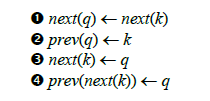 ❶ next(q) ← next(k)
❷ prev(q) ← k
❸ next(k) ← q
❹ prev(next(k)) ← q